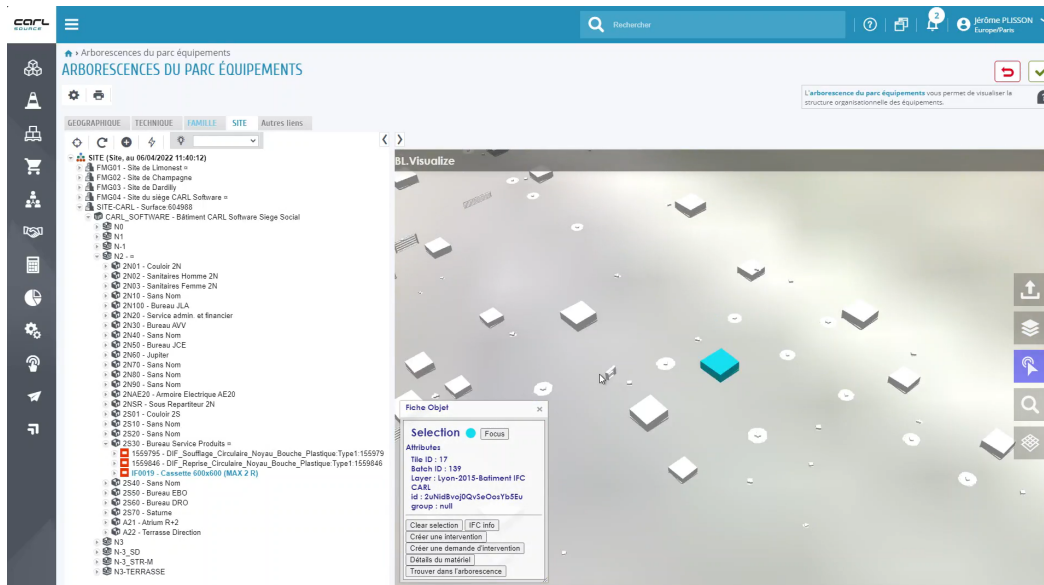 CARL
SOURCE
Rechercher
2
Jérôme PLISSON
Europe/Paris
Arborescences du parc équipements
ARBORESCENCES DU PARC ÉQUIPEMENTS
L'arborescence du parc équipements vous permet de visualiser la
structure organisationnelle des équipements.
GEOGRAPHIQUE TECHNIQUE FAMILLE SITE Autres liens
SITE (Site, au 06/04/2022 11:40:12)
FMG01 - Site de Limonest ¤
FMG02 - Site de Champagne
FMG03 - Site de Dardilly
FMG04 - Site du siège CARL Software ¤
SITE-CARL - Surface:604988
CARL_SOFTWARE - Bâtiment CARL Software Siege Social
N0
N1
N-1
N2 - ¤
2N01 - Couloir 2N
2N02 - Sanitaires Homme 2N
2N03 - Sanitaires Femme 2N
2N10 - Sans Nom
2N100 - Bureau JLA
2N20 - Service admin. et financier
2N30 - Bureau AVV
2N40 - Sans Nom
2N50 - Bureau JCE
2N60 - Jupiter
2N70 - Sans Nom
2N80 - Sans Nom
2N90 - Sans Nom
2NAE20 - Armoire Electrique AE20
2NSR - Sous Repartiteur 2N
2S01 - Couloir 2S
2S10 - Sans Nom
2S20 - Sans Nom
2S30 - Bureau Service Produits ¤
1559795 - DIF_Soufflage_Circulaire_Noyau_Bouche_Plastique:Type1:155979
1559846 - DIF_Reprise_Circulaire_Noyau_Bouche_Plastique:Type1:1559846
IF0019 - Cassette 600x600 (MAX 2 R)
2S40 - Sans Nom
2S50 - Bureau EBO
2S60 - Bureau DRO
2S70 - Saturne
A21 - Atrium R+2
A22 - Terrasse Direction
N3
N-3_SD
N-3_STR-M
N3-TERRASSE
BL.Visualize
Fiche Objet
Selection Focus
Attributes
Tile ID : 17
Batch ID : 139
Layer : Lyon-2015-Batiment IFC
CARL
id : 2uNidBvoj0QvSeOosYb5Eu
group : null
Clear selection IFC info
Créer une intervention
Créer une demande d'intervention
Détails du matériel
Trouver dans l'arborescence